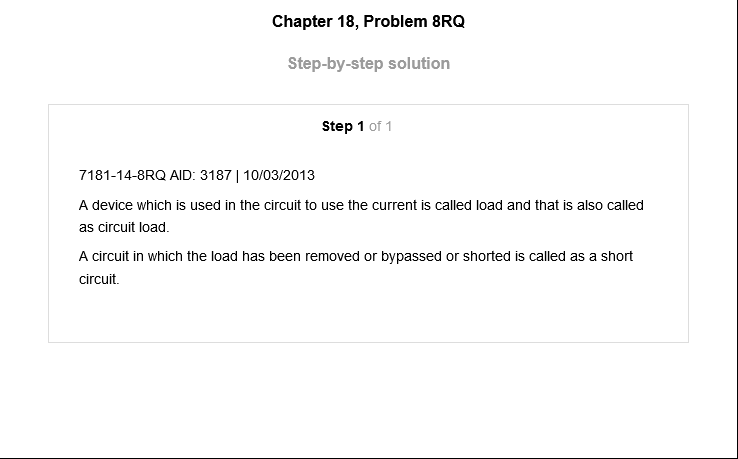 Chapter 18, Problem 8RQ
Step-by-step solution
Step 1 of 1
7181-14-8RQ AID: 3187 | 10/03/2013
A device which is used in the circuit to use the current is called load and that is also called
as circuit load.
A circuit in which the load has been removed or bypassed or shorted is called as a short
circuit.